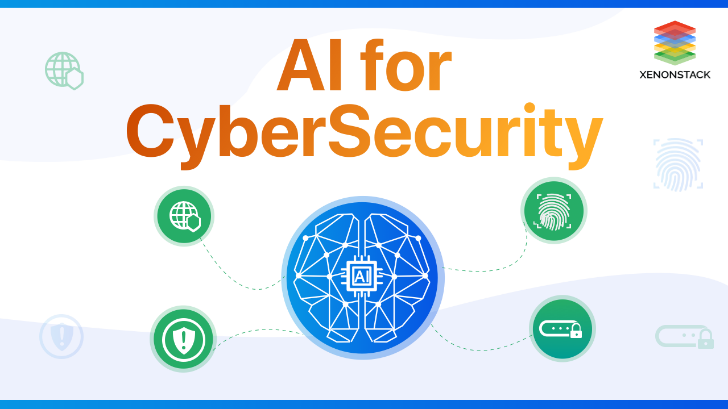 AI for
CyberSecurity
XENONSTACK
AI